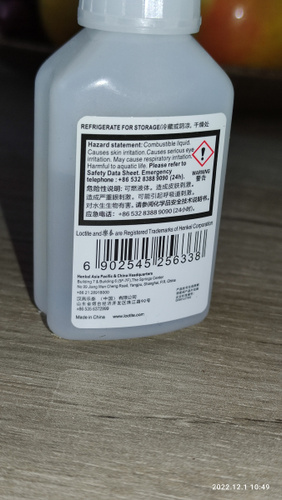 REFRIGERATE FOR STORAGE/冷藏或阴凉、干燥处
Hazard statement: Combustible liquid.
Causes skin irritation. Causes serious eye
irritation. May cause respiratory irritation.
Harmful to aquatic life. Please refer to
Safety Data Sheet. Emergency
telephone : +86 532 8388 9090 (24h).
WARNING
警告
危险性说明: 可燃液体。造成皮肤刺激。
造成严重眼刺激。可能引起呼吸道刺激。
对水生生物有害。请参阅化学品安全技术说明书。
应急电话: +86 532 8388 9090 (24小时).
Loctite and are Registered Trademarks of Henkel Corporation
6 902545 256338
Henkel Asia Pacific & China Headquarters
Made in China www.loctite.com
2022.12.1 10:49